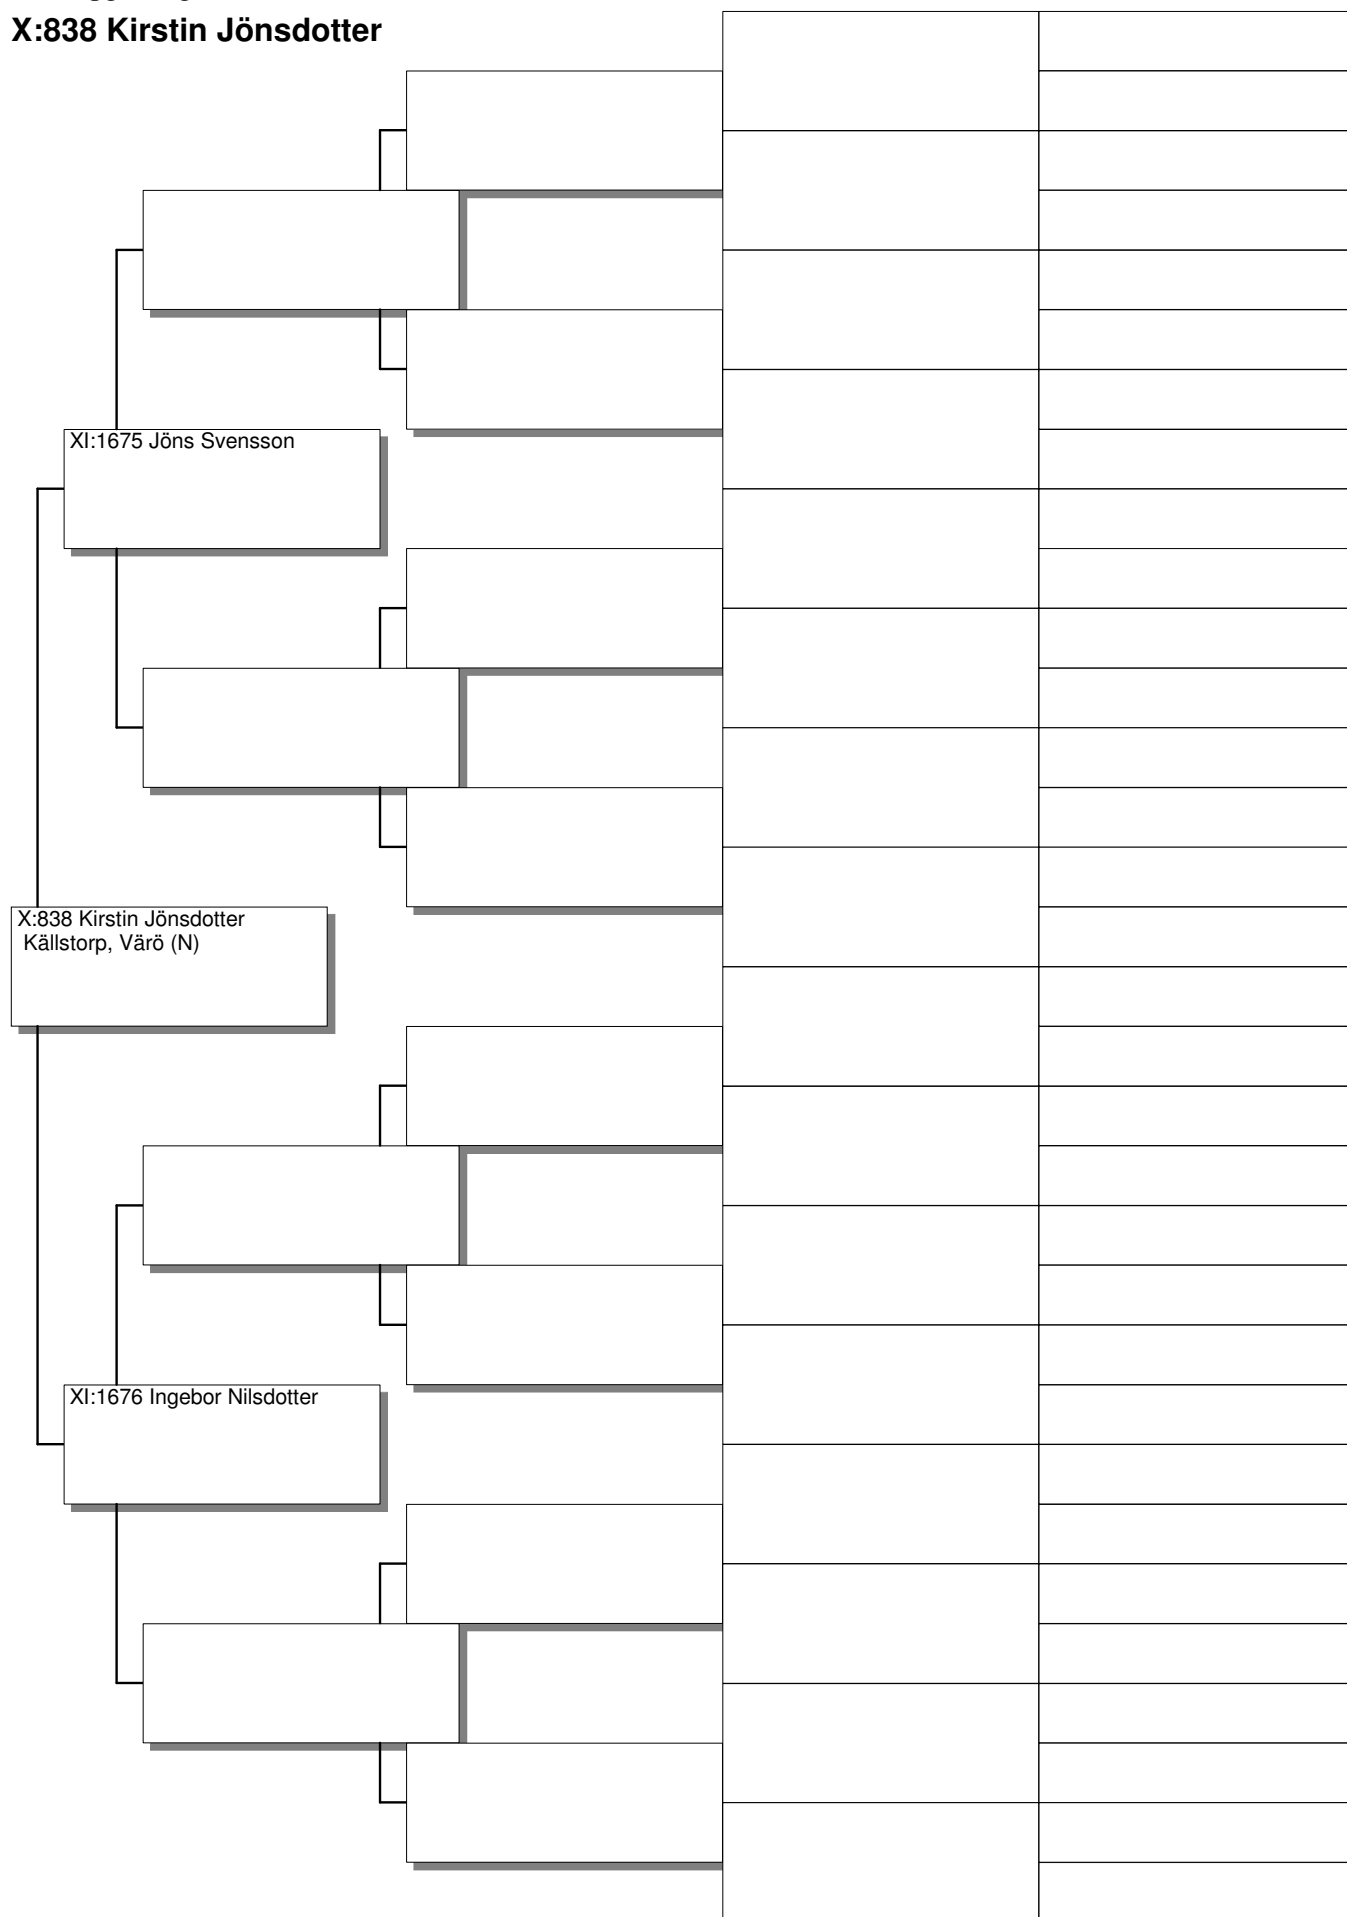 X:838 Kirstin Jönsdotter
XI:1675 Jöns Svensson
X:838 Kirstin Jönsdotter
Källstorp, Värö (N)
XI:1676 Ingebor Nilsdotter